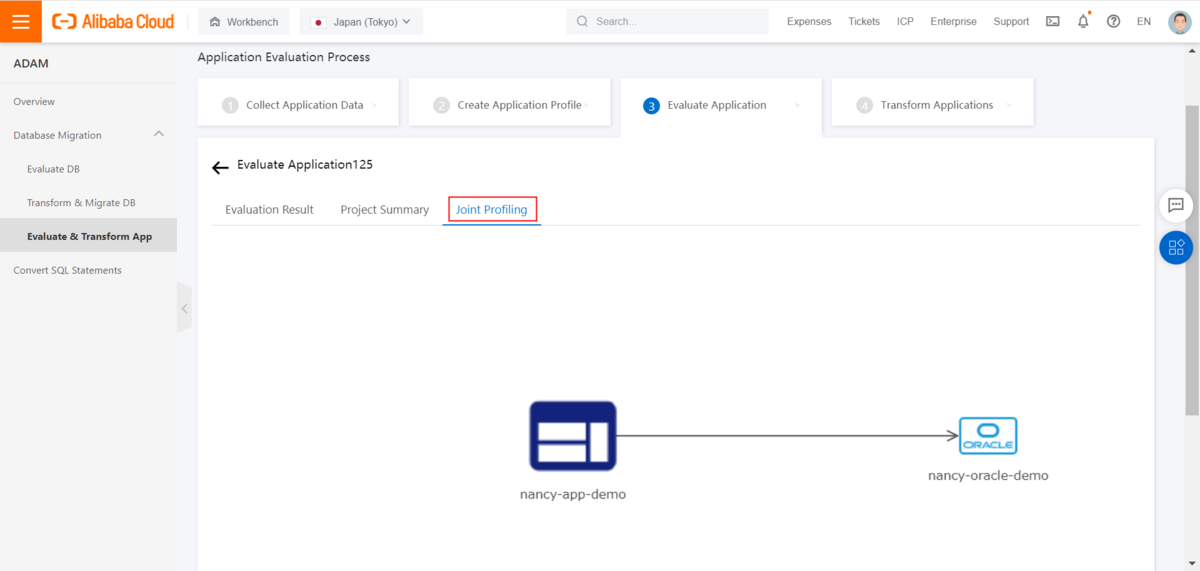 Alibaba Cloud
Workbench
Japan (Tokyo)
Search...
Expenses
Tickets
ICP
Enterprise
Support
EN
ADAM
Overview
Database Migration
Evaluate DB
Transform & Migrate DB
Evaluate & Transform App
Convert SQL Statements
Application Evaluation Process
1 Collect Application Data >
2 Create Application Profile >
3 Evaluate Application >
4 Transform Applications >
Evaluate Application125
Evaluation Result
Project Summary
Joint Profiling
nancy-app-demo
ORACLE
nancy-oracle-demo